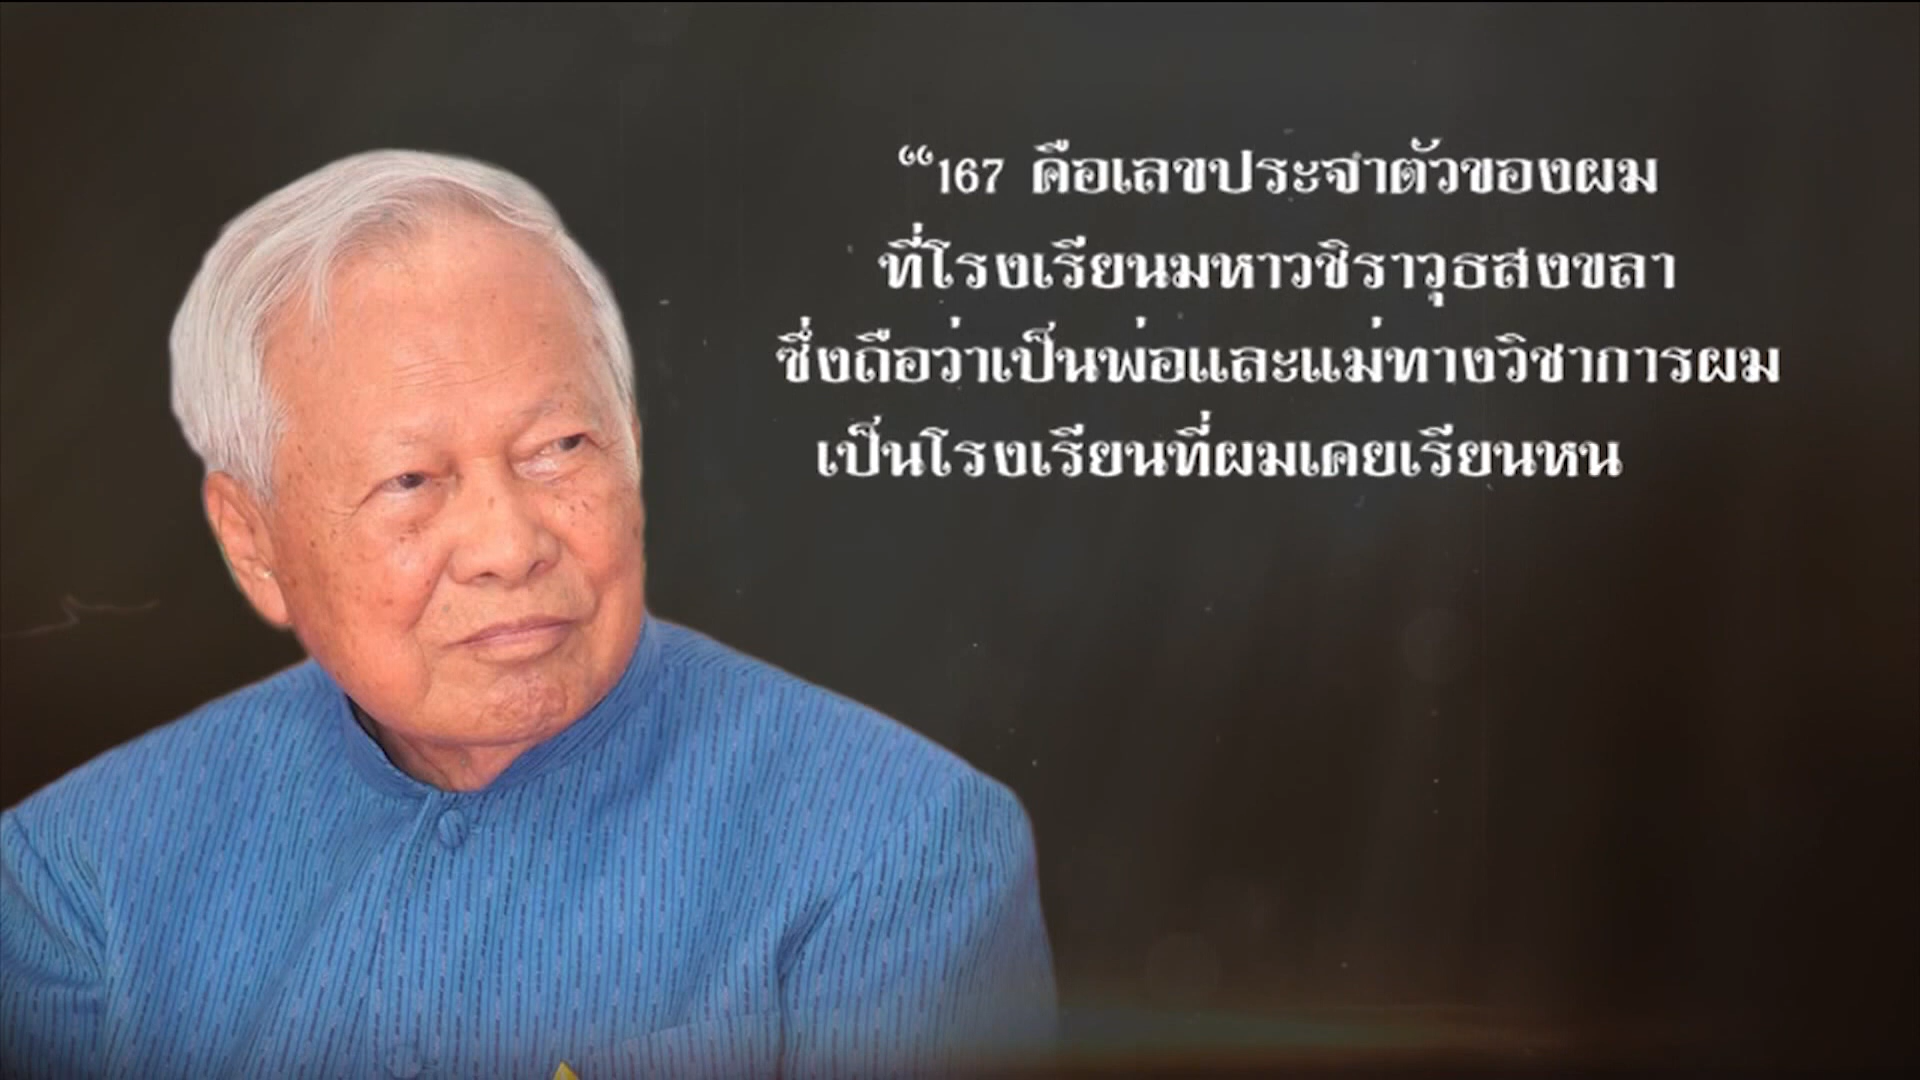 “167 คือเลขประจำตัวของผม
ที่โรงเรียนมหาวชิราวุธสงขลา
ซึ่งถือว่าเป็นพ่อและแม่ทางวิชาการผม
เป็นโรงเรียนที่ผมเคยเรียนหน